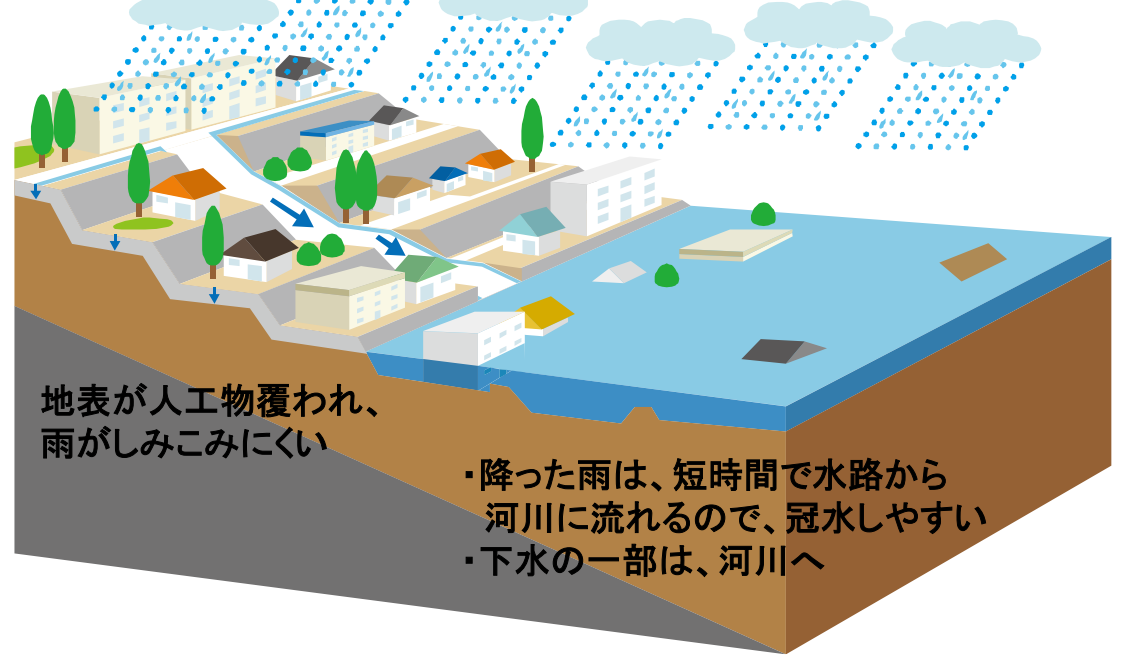 地表が人工物覆われ、
雨がしみこみにくい
・降った雨は、短時間で水路から
河川に流れるので、冠水しやすい
・下水の一部は、河川へ